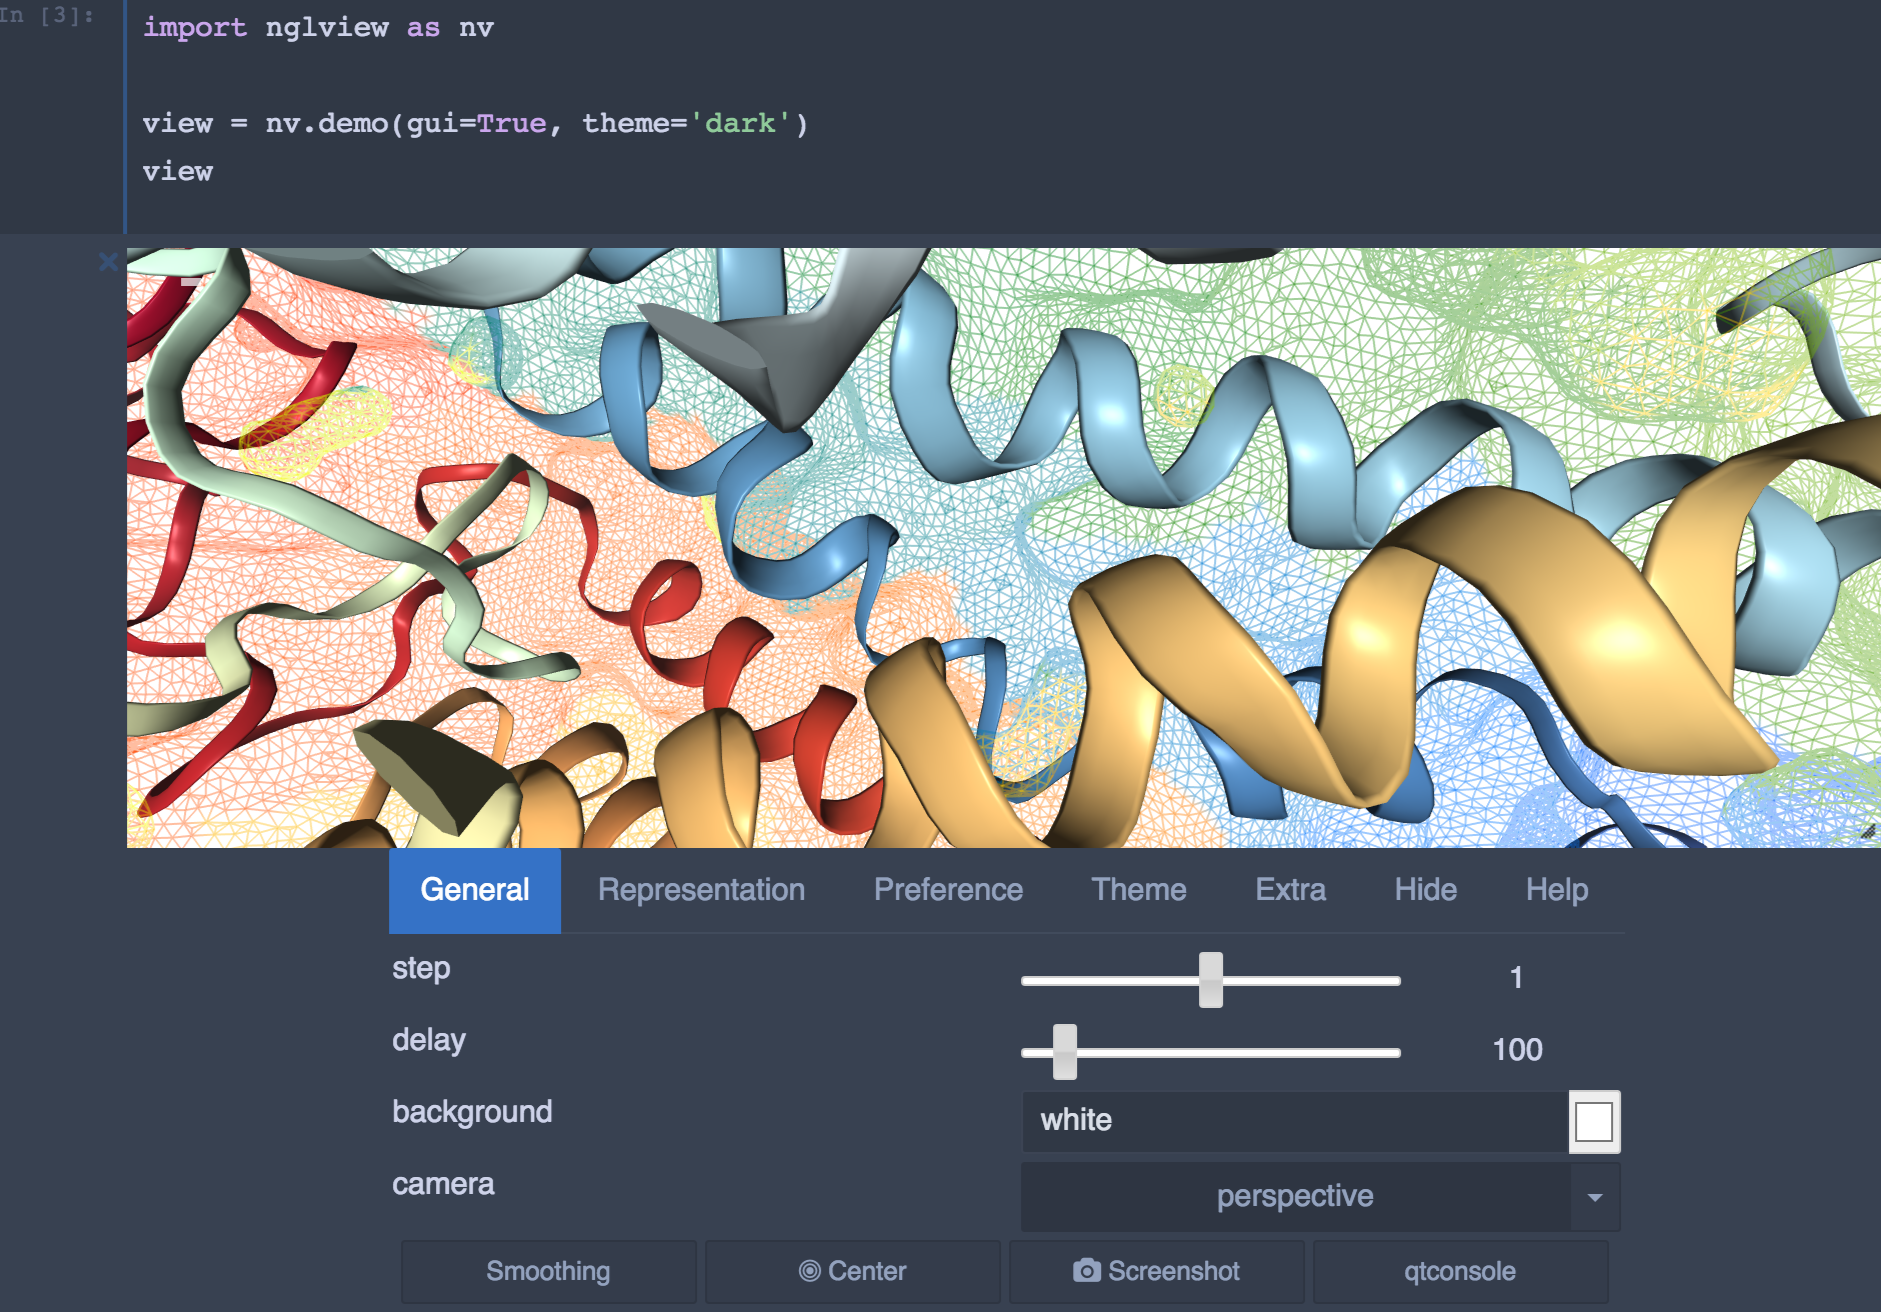 In [3]:
import nglview as nv
view = nv.demo(gui=True, theme='dark')
view
General Representation Preference Theme Extra Hide Help
step 1
delay 100
background white
camera perspective
Smoothing Center Screenshot qtconsole